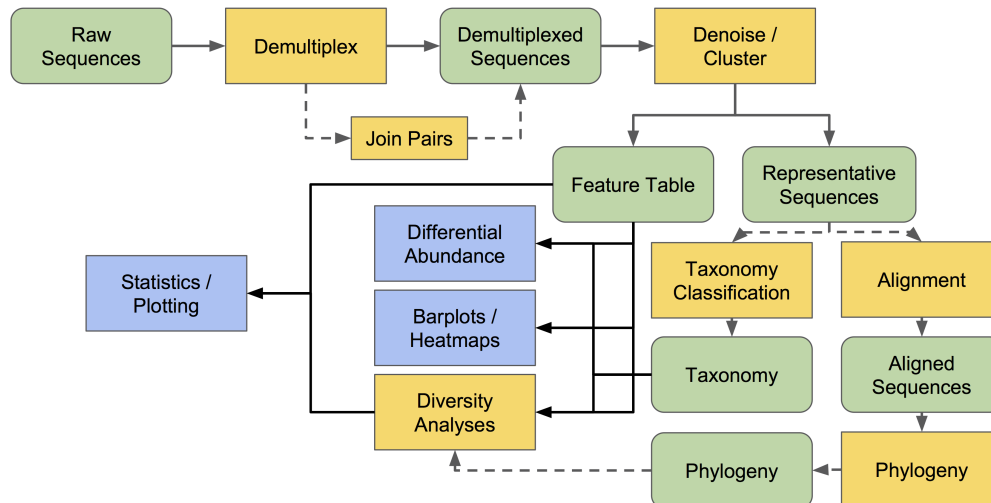 Raw
Sequences
Demultiplex
Demultiplexed
Sequences
Denoise /
Cluster
Join Pairs
Feature Table
Representative
Sequences
Differential
Abundance
Taxonomy
Classification
Alignment
Statistics /
Plotting
Barplots /
Heatmaps
Taxonomy
Aligned
Sequences
Diversity
Analyses
Phylogeny
Phylogeny